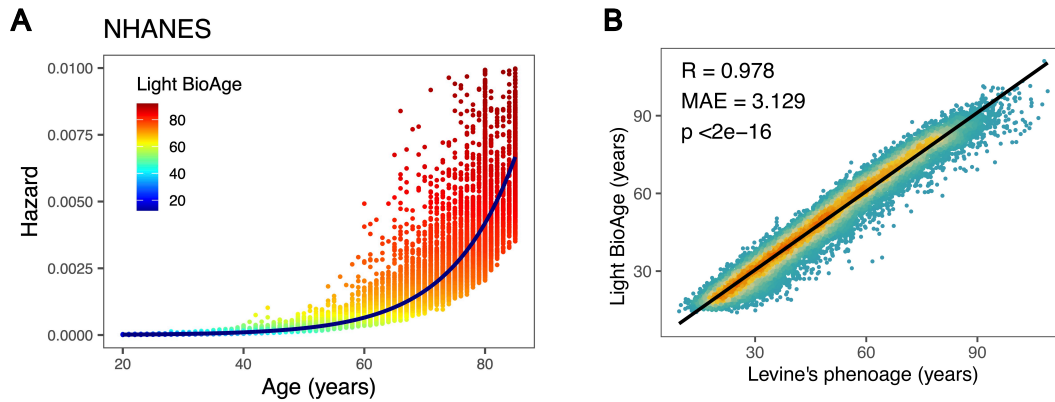 A
NHANES
Light BioAge
80
60
40
20
Hazard
0.0100
0.0075
0.0050
0.0025
0.0000
20
40
60
80
Age (years)
B
R = 0.978
MAE = 3.129
p <2e−16
Light BioAge (years)
90
60
30
30
60
90
Levine's phenoage (years)